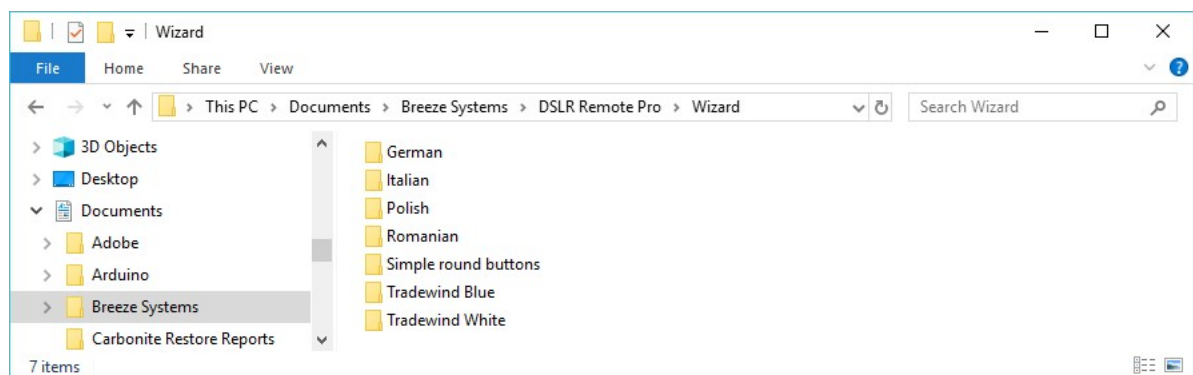 Wizard
File Home Share View
This PC > Documents > Breeze Systems > DSLR Remote Pro > Wizard Search Wizard
3D Objects
Desktop
Documents
Adobe
Arduino
Breeze Systems
Carbonite Restore Reports
German
Italian
Polish
Romanian
Simple round buttons
Tradewind Blue
Tradewind White
7 items